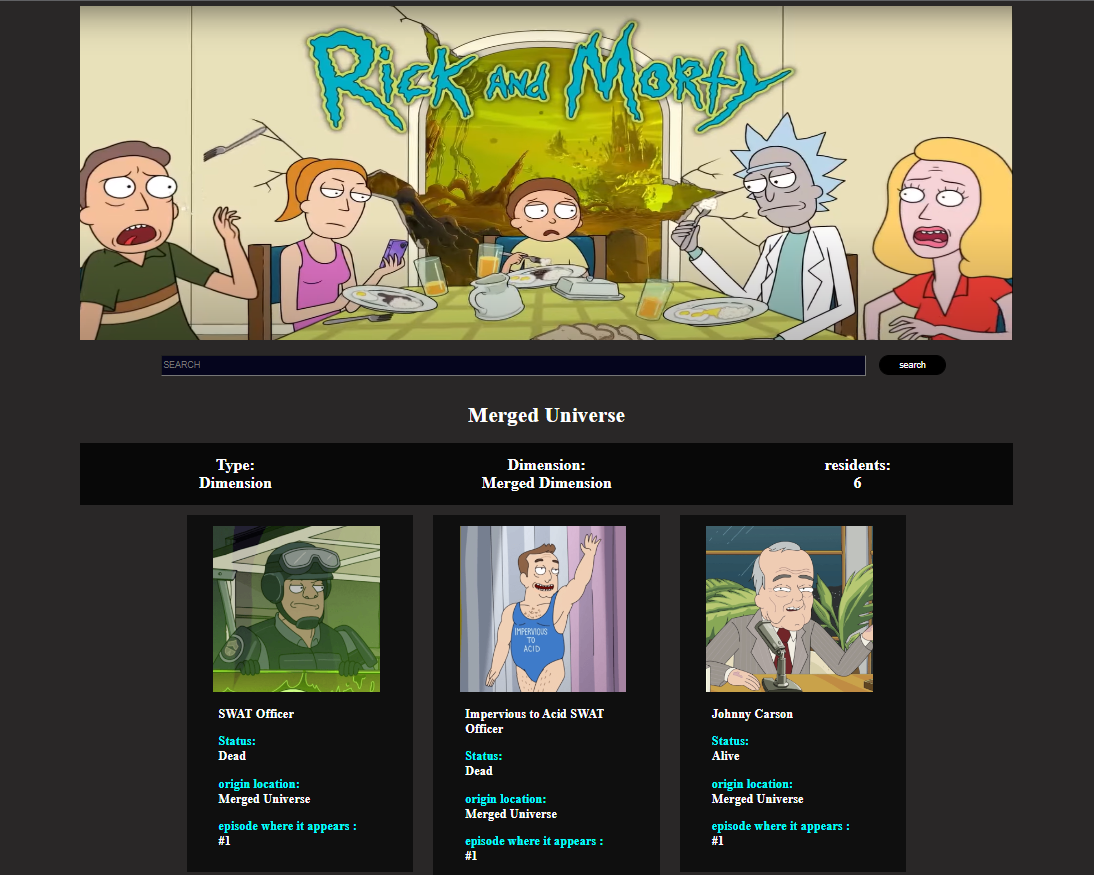 RICK AND MORTY
SEARCH
search
Merged Universe
Type:
Dimension
Dimension:
Merged Dimension
residents:
6
IMPERVIOUS
TO
ACID
SWAT Officer
Status:
Dead
origin location:
Merged Universe
episode where it appears :
#1
Impervious to Acid SWAT
Officer
Status:
Dead
origin location:
Merged Universe
episode where it appears :
#1
Johnny Carson
Status:
Alive
origin location:
Merged Universe
episode where it appears :
#1